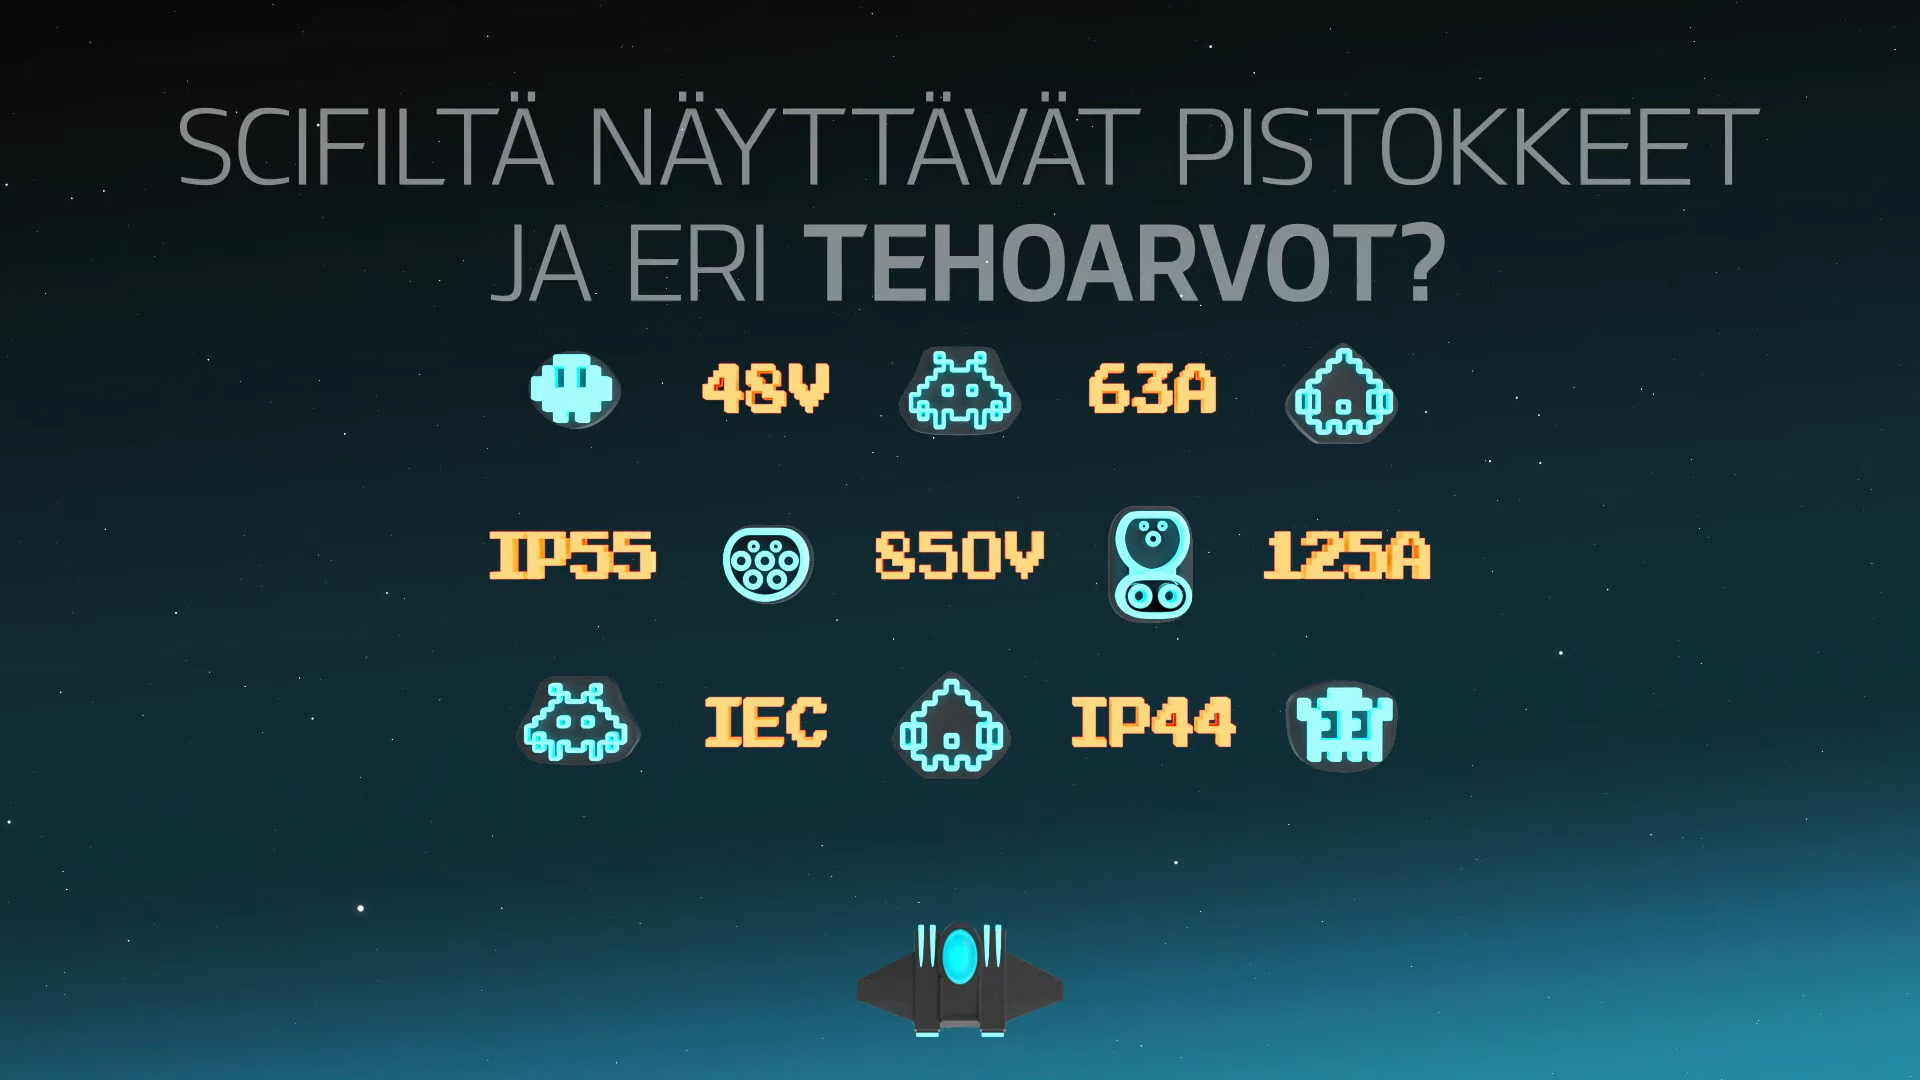 SCIFILTÄ NÄYTTÄVÄT PISTOKKEET
JA ERI TEHOARVOT?
48V 63A
IP55 850V 125A
IEC IP44